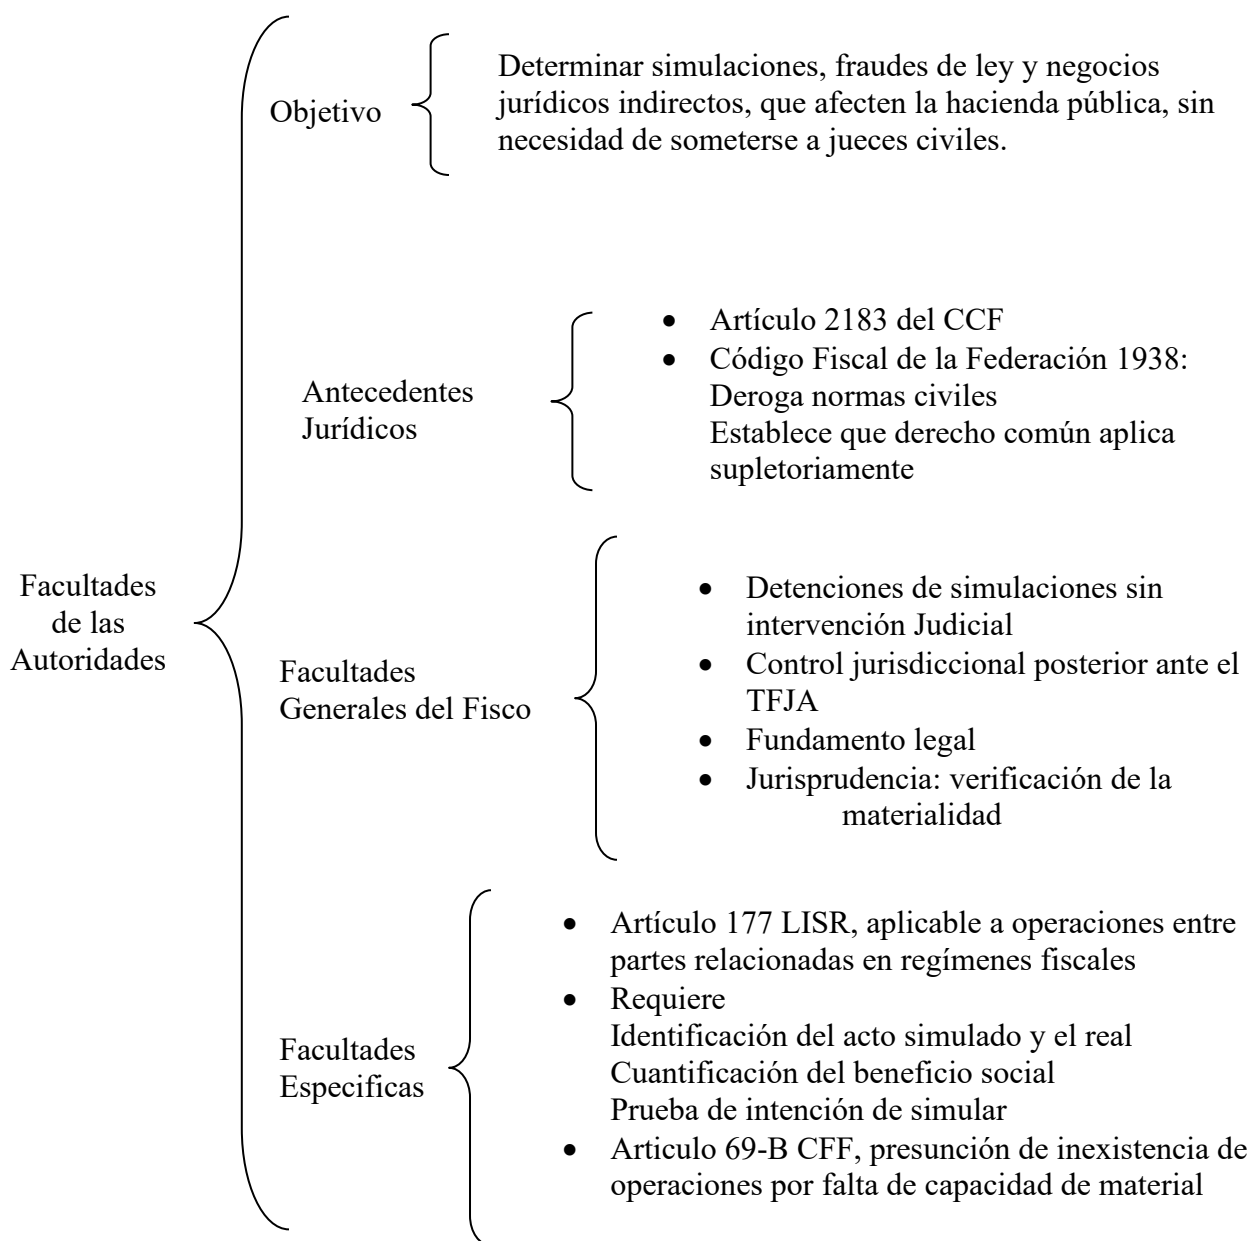 Objetivo
Determinar simulaciones, fraudes de ley y negocios
jurídicos indirectos, que afecten la hacienda pública, sin
necesidad de someterse a jueces civiles.
Antecedentes
Jurídicos
• Artículo 2183 del CCF
• Código Fiscal de la Federación 1938:
Deroga normas civiles
Establece que derecho común aplica
supletoriamente
Facultades
de las
Autoridades
Facultades
Generales del Fisco
• Detenciones de simulaciones sin
intervención Judicial
• Control jurisdiccional posterior ante el
TFJA
• Fundamento legal
• Jurisprudencia: verificación de la
materialidad
Facultades
Especificas
• Artículo 177 LISR, aplicable a operaciones entre
partes relacionadas en regímenes fiscales
• Requiere
Identificación del acto simulado y el real
Cuantificación del beneficio social
Prueba de intención de simular
• Articulo 69-B CFF, presunción de inexistencia de
operaciones por falta de capacidad de material